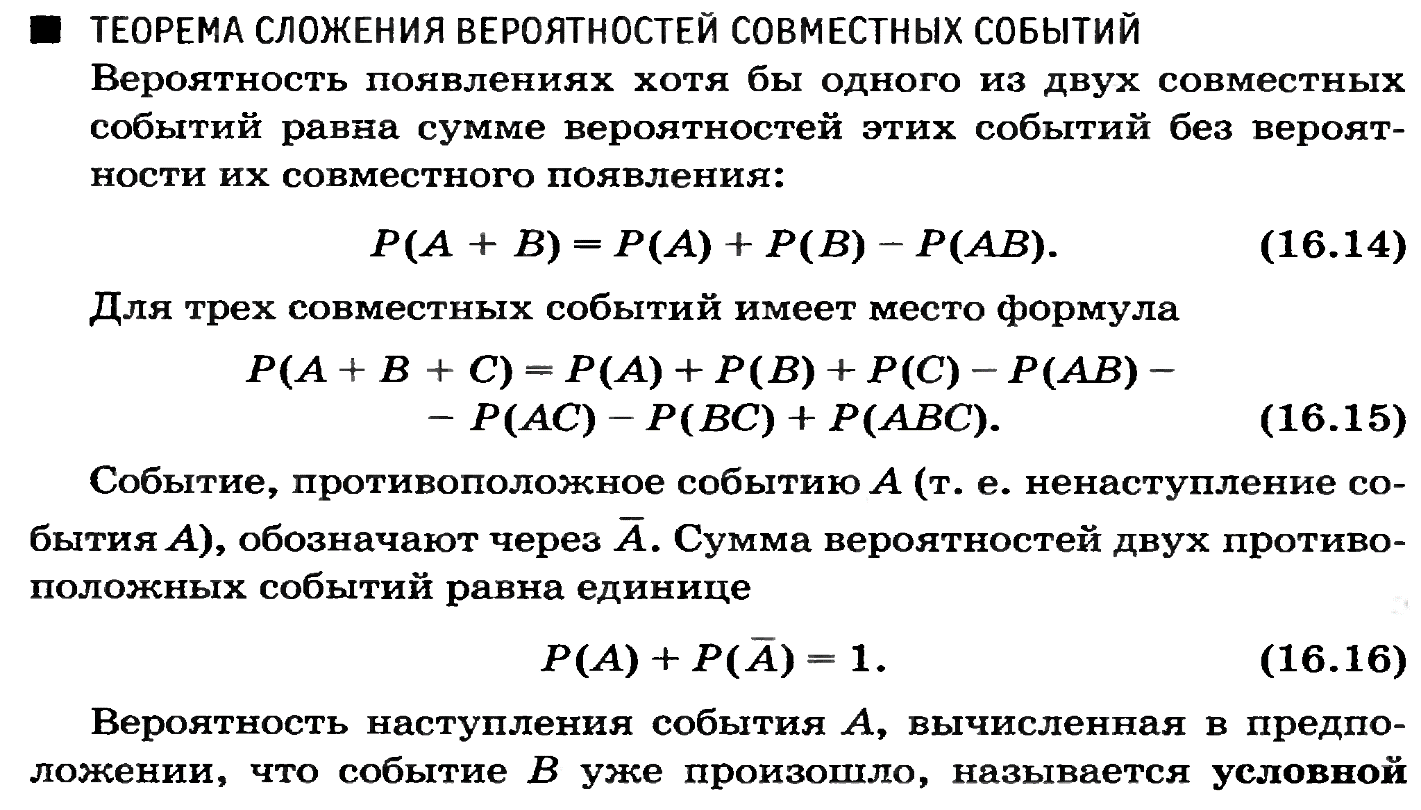 ■ ТЕОРЕМА СЛОЖЕНИЯ ВЕРОЯТНОСТЕЙ СОВМЕСТНЫХ СОБЫТИЙ
Вероятность появлениях хотя бы одного из двух совместных
событий равна сумме вероятностей этих событий без вероят-
ности их совместного появления:
P(A + B) = P(A) + P(B) − P(AB). (16.14)
Для трех совместных событий имеет место формула
P(A + B + C) = P(A) + P(B) + P(C) − P(AB) −
− P(AC) − P(BC) + P(ABC). (16.15)
Событие, противоположное событию A (т. е. ненаступление со-
бытия A), обозначают через A̅. Сумма вероятностей двух противо-
положных событий равна единице
P(A) + P(A̅) = 1. (16.16)
Вероятность наступления события A, вычисленная в предпо-
ложении, что событие B уже произошло, называется условной